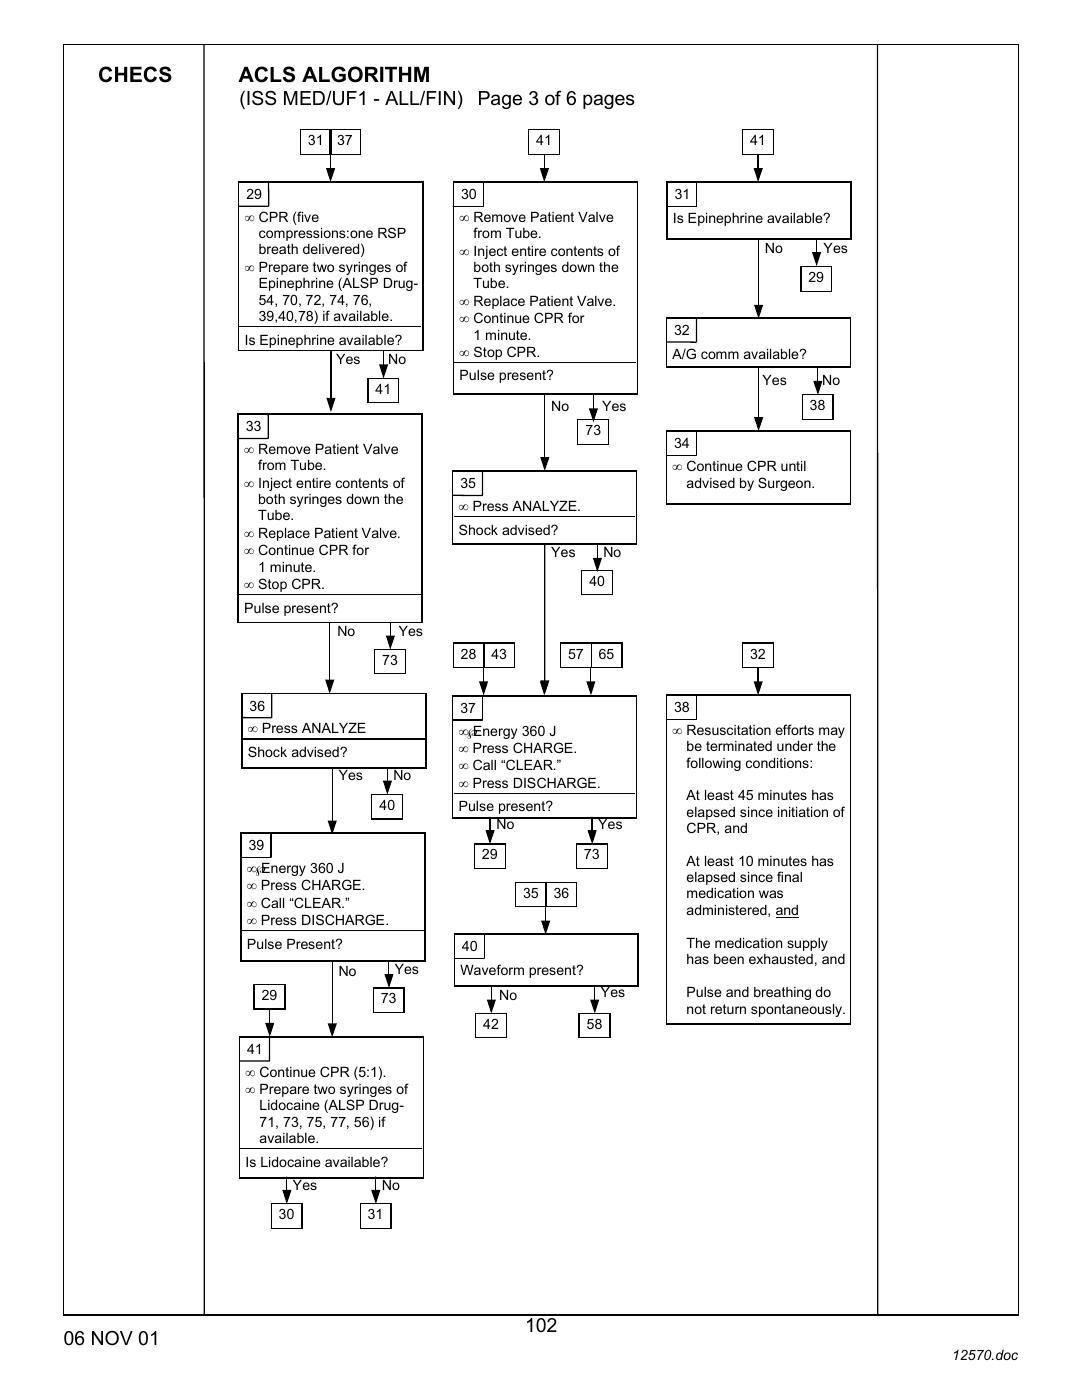 CHECS
ACLS ALGORITHM
(ISS MED/UF1 - ALL/FIN) Page 3 of 6 pages
31 37
29
∞ CPR (five
compressions:one RSP
breath delivered)
∞ Prepare two syringes of
Epinephrine (ALSP Drug-
54, 70, 72, 74, 76,
39,40,78) if available.
Is Epinephrine available?
Yes No
41
33
∞ Remove Patient Valve
from Tube.
∞ Inject entire contents of
both syringes down the
Tube.
∞ Replace Patient Valve.
∞ Continue CPR for
1 minute.
∞ Stop CPR.
Pulse present?
No Yes
73
36
∞ Press ANALYZE
Shock advised?
Yes No
40
39
∞ Energy 360 J
∞ Press CHARGE.
∞ Call “CLEAR.”
∞ Press DISCHARGE.
Pulse Present?
No Yes
29 73
41
∞ Continue CPR (5:1).
∞ Prepare two syringes of
Lidocaine (ALSP Drug-
71, 73, 75, 77, 56) if
available.
Is Lidocaine available?
Yes No
30 31
41
30
∞ Remove Patient Valve
from Tube.
∞ Inject entire contents of
both syringes down the
Tube.
∞ Replace Patient Valve.
∞ Continue CPR for
1 minute.
∞ Stop CPR.
Pulse present?
No Yes
73
35
∞ Press ANALYZE.
Shock advised?
Yes No
40
28 43 57 65
37
∞ Energy 360 J
∞ Press CHARGE.
∞ Call “CLEAR.”
∞ Press DISCHARGE.
Pulse present?
No Yes
29 73
35 36
40
Waveform present?
No Yes
42 58
41
31
Is Epinephrine available?
No Yes
29
32
A/G comm available?
Yes No
38
34
∞ Continue CPR until
advised by Surgeon.
32
38
∞ Resuscitation efforts may
be terminated under the
following conditions:
At least 45 minutes has
elapsed since initiation of
CPR, and
At least 10 minutes has
elapsed since final
medication was
administered, and
The medication supply
has been exhausted, and
Pulse and breathing do
not return spontaneously.
06 NOV 01
102
12570.doc